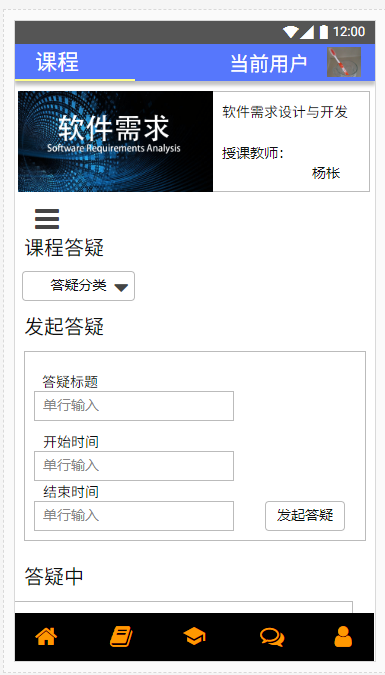 12:00
课程
当前用户
软件需求
Software Requirements Analysis
软件需求设计与开发
授课教师：
杨枨
课程答疑
答疑分类
发起答疑
答疑标题
单行输入
开始时间
单行输入
结束时间
单行输入
发起答疑
答疑中